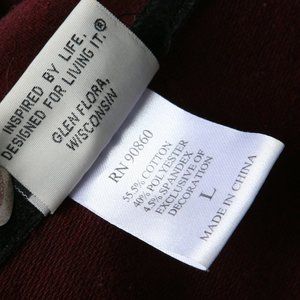 INSPIRED BY LIFE,
DESIGNED FOR LIVING IT.®
GLEN FLORA,
WISCONSIN
RN 90860
55.5% COTTON
40% POLYESTER
4.5% SPANDEX
EXCLUSIVE OF
DECORATION
L
MADE IN CHINA